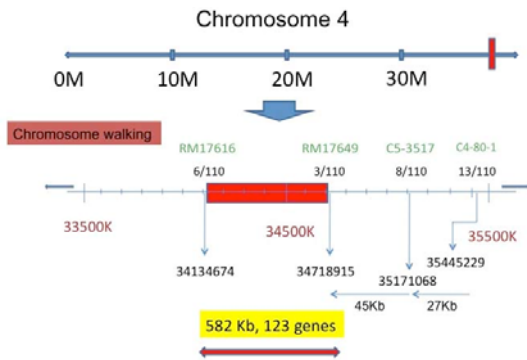 Chromosome 4
0M 10M 20M 30M
Chromosome walking
RM17616 RM17649 C5-3517 C4-80-1
6/110 3/110 8/110 13/110
33500K 34500K 35500K
34134674 34718915 35171068 35445229
45Kb 27Kb
582 Kb, 123 genes